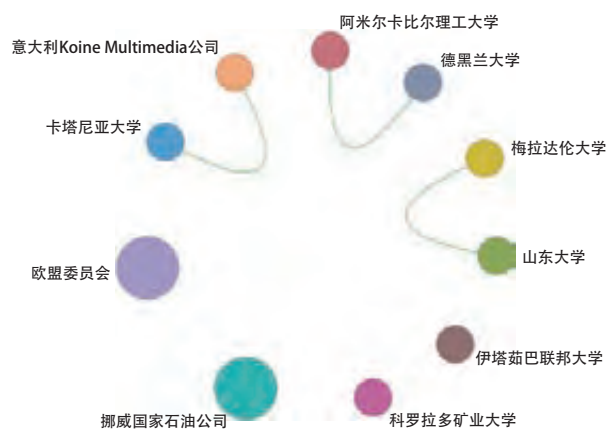 阿米尔卡比尔理工大学
意大利Koine Multimedia公司
德黑兰大学
卡塔尼亚大学
梅拉达伦大学
山东大学
欧盟委员会
伊塔茹巴联邦大学
挪威国家石油公司
科罗拉多矿业大学